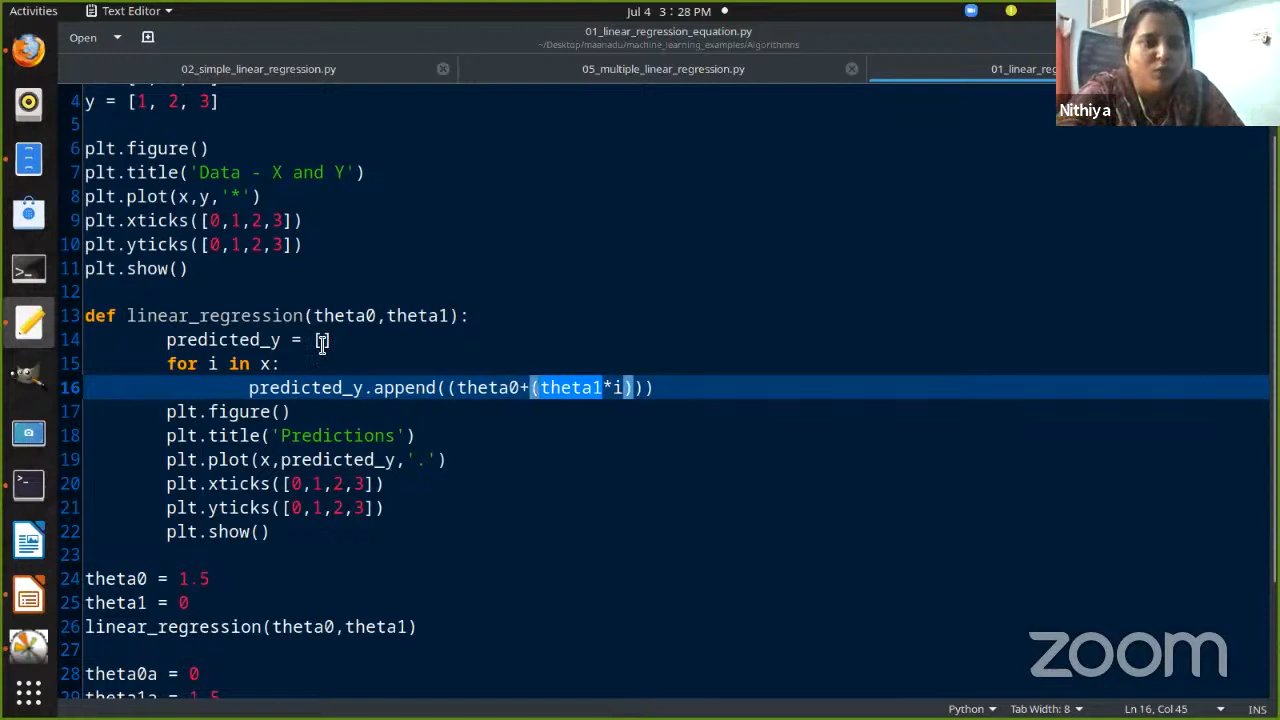 Activities
Text Editor
Jul 4 3:28 PM
Open
01_linear_regression_equation.py
~/Desktop/maanadu/machine_learning_examples/Algorithmns
02_simple_linear_regression.py
05_multiple_linear_regression.py
01_linear_reg
Nithiya
4 y = [1, 2, 3]
5
6 plt.figure()
7 plt.title('Data - X and Y')
8 plt.plot(x,y,'*')
9 plt.xticks([0,1,2,3])
10 plt.yticks([0,1,2,3])
11 plt.show()
12
13 def linear_regression(theta0,theta1):
14 predicted_y = []
15 for i in x:
16 predicted_y.append((theta0+(theta1*i)))
17 plt.figure()
18 plt.title('Predictions')
19 plt.plot(x,predicted_y,'.')
20 plt.xticks([0,1,2,3])
21 plt.yticks([0,1,2,3])
22 plt.show()
23
24 theta0 = 1.5
25 theta1 = 0
26 linear_regression(theta0,theta1)
27
28 theta0a = 0
29 theta1a = 1.5
zoom
Python
Tab Width: 8
Ln 16, Col 45
INS